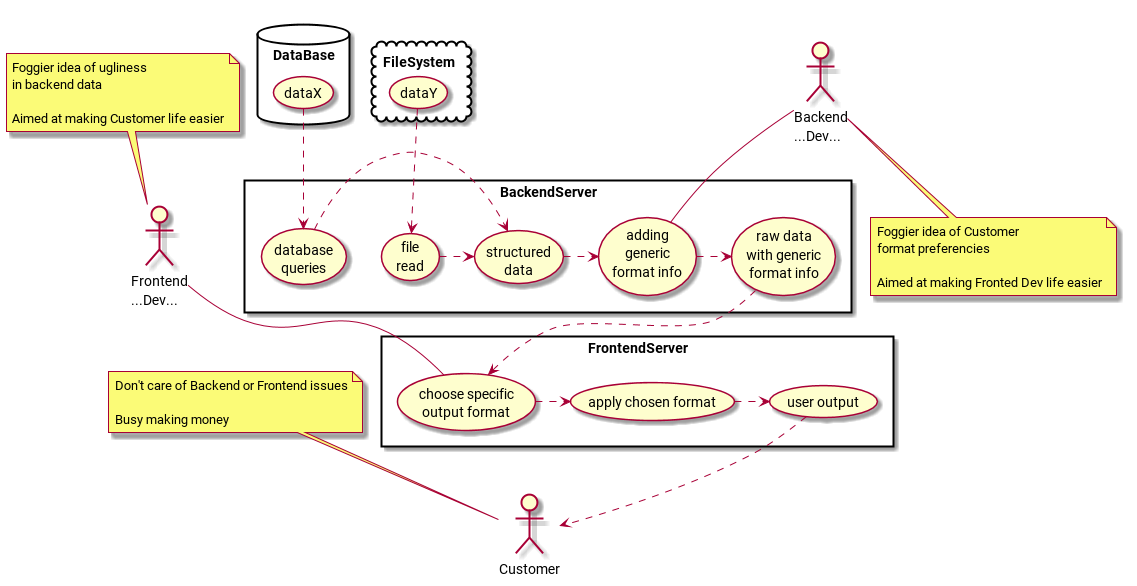 Foggier idea of ugliness
in backend data
Aimed at making Customer life easier
DataBase
dataX
FileSystem
dataY
Backend
...Dev...
BackendServer
database
queries
file
read
structured
data
adding
generic
format info
raw data
with generic
format info
Foggier idea of Customer
format preferencies
Aimed at making Fronted Dev life easier
Frontend
...Dev...
FrontendServer
choose specific
output format
apply chosen format
user output
Don't care of Backend or Frontend issues
Busy making money
Customer